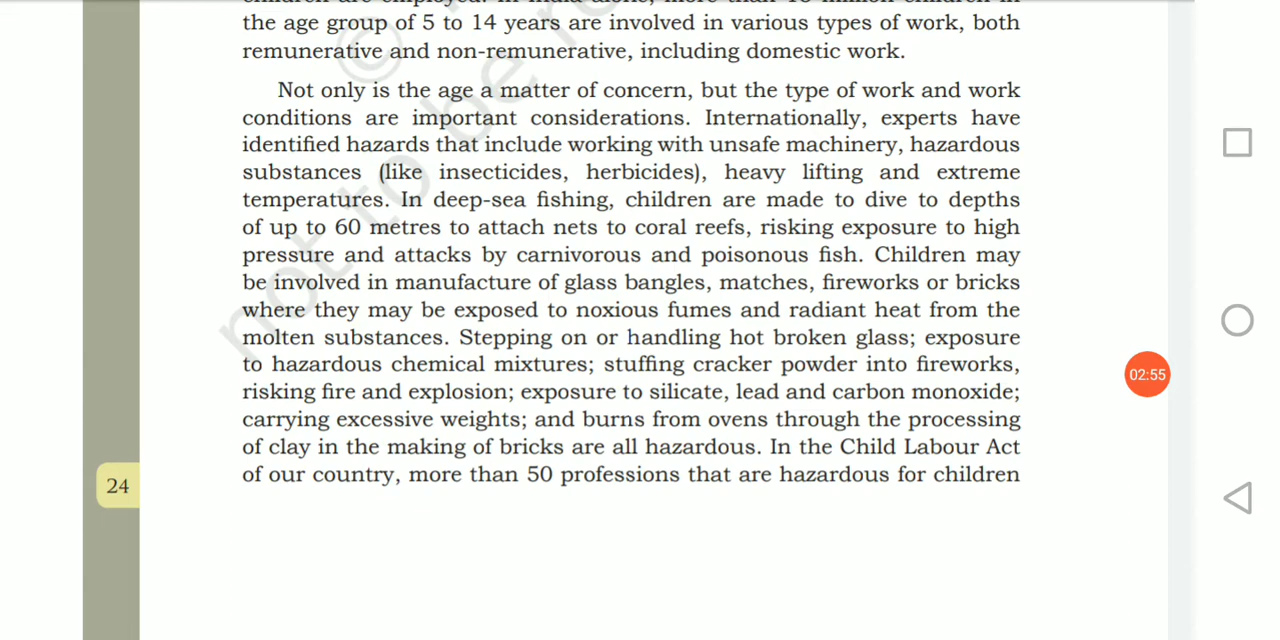 the age group of 5 to 14 years are involved in various types of work, both
remunerative and non-remunerative, including domestic work.
Not only is the age a matter of concern, but the type of work and work
conditions are important considerations. Internationally, experts have
identified hazards that include working with unsafe machinery, hazardous
substances (like insecticides, herbicides), heavy lifting and extreme
temperatures. In deep-sea fishing, children are made to dive to depths
of up to 60 metres to attach nets to coral reefs, risking exposure to high
pressure and attacks by carnivorous and poisonous fish. Children may
be involved in manufacture of glass bangles, matches, fireworks or bricks
where they may be exposed to noxious fumes and radiant heat from the
molten substances. Stepping on or handling hot broken glass; exposure
to hazardous chemical mixtures; stuffing cracker powder into fireworks,
risking fire and explosion; exposure to silicate, lead and carbon monoxide;
carrying excessive weights; and burns from ovens through the processing
of clay in the making of bricks are all hazardous. In the Child Labour Act
of our country, more than 50 professions that are hazardous for children
24
02:55
©
not to be re